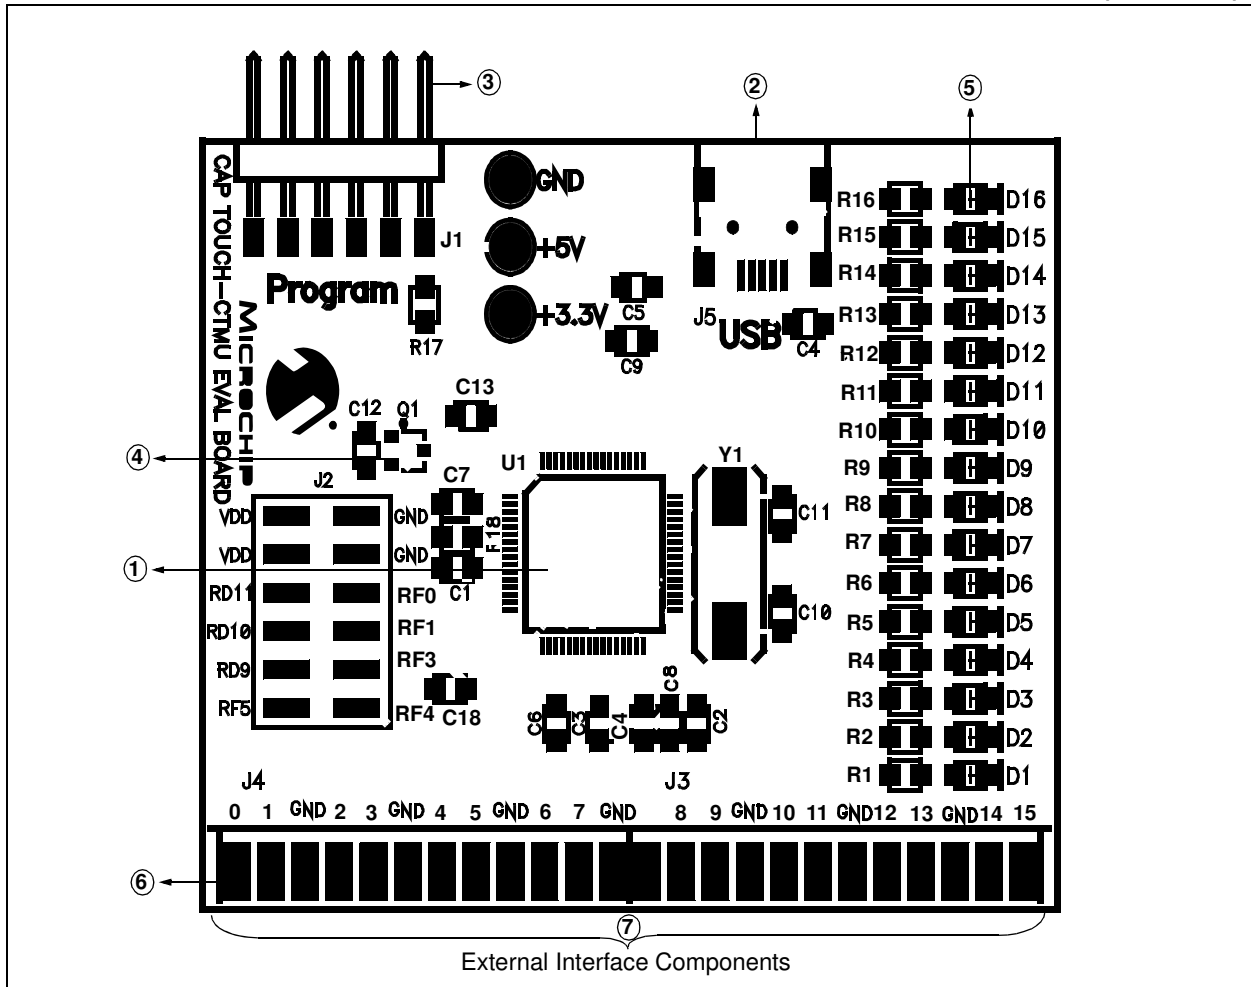 3
2
5
CAP TOUCH-CTMU EVAL BOARD
MICROCHIP
J1
Program
R17
GND
+5V
+3.3V
C5
C9
J5
USB
C4
R16 D16
R15 D15
R14 D14
R13 D13
R12 D12
R11 D11
R10 D10
R9 D9
R8 D8
R7 D7
R6 D6
R5 D5
R4 D4
R3 D3
R2 D2
R1 D1
C12 Q1
C13
4
J2
U1
Y1
C7
C11
1
C1
C10
VDD GND
VDD GND
RD11 RF0
RD10 RF1
RD9 RF3
RF5 RF4
C18
C6 C3 C4 C8 C2
J4
J3
0 1 GND 2 3 GND 4 5 GND 6 7 GND 8 9 GND 10 11 GND 12 13 GND 14 15
6
7
External Interface Components